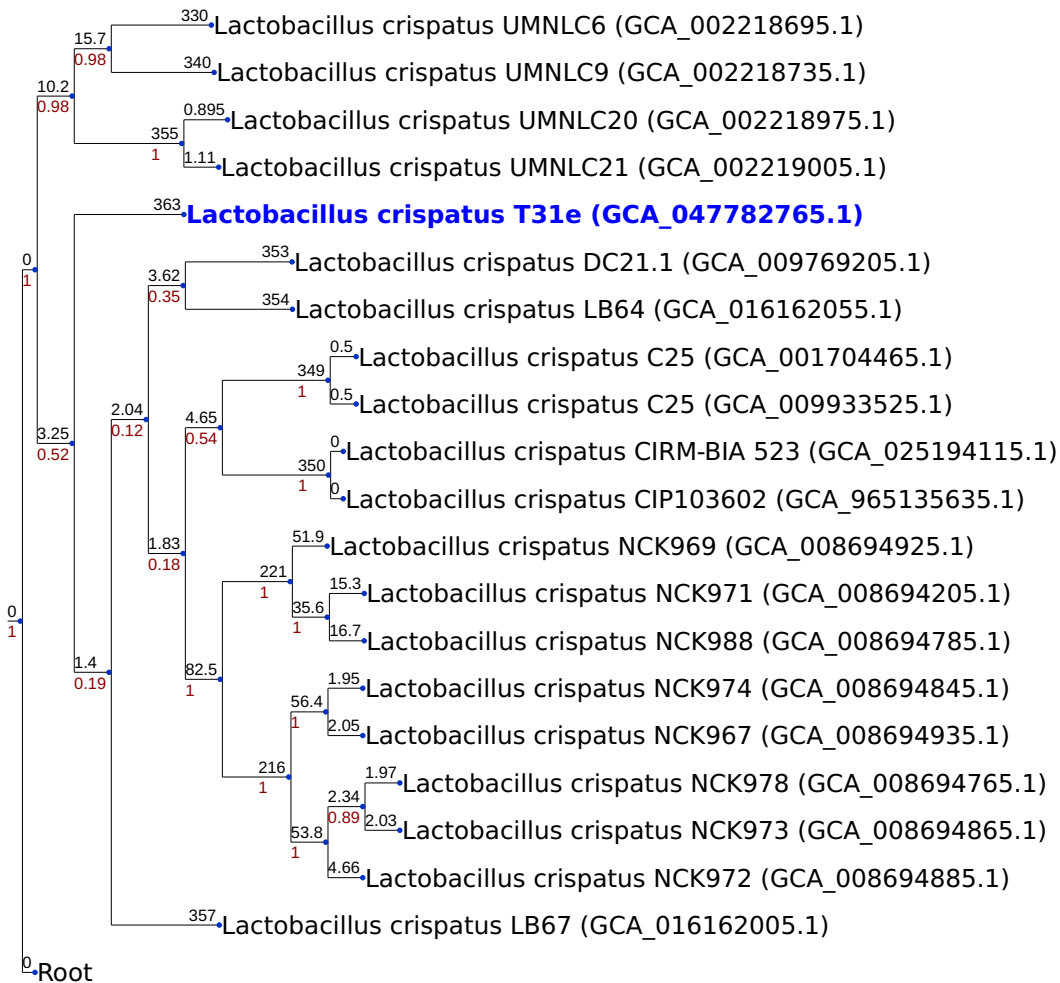 330
Lactobacillus crispatus UMNLC6 (GCA_002218695.1)
15.7
0.98
340
Lactobacillus crispatus UMNLC9 (GCA_002218735.1)
10.2
0.98
0.895
Lactobacillus crispatus UMNLC20 (GCA_002218975.1)
355
1
1.11
Lactobacillus crispatus UMNLC21 (GCA_002219005.1)
363
Lactobacillus crispatus T31e (GCA_047782765.1)
0
1
353
Lactobacillus crispatus DC21.1 (GCA_009769205.1)
3.62
0.35
354
Lactobacillus crispatus LB64 (GCA_016162055.1)
0.5
Lactobacillus crispatus C25 (GCA_001704465.1)
349
1
0.5
Lactobacillus crispatus C25 (GCA_009933525.1)
2.04
0.12
4.65
0.54
3.25
0.52
0
Lactobacillus crispatus CIRM-BIA 523 (GCA_025194115.1)
350
1
0
Lactobacillus crispatus CIP103602 (GCA_965135635.1)
1.83
0.18
51.9
Lactobacillus crispatus NCK969 (GCA_008694925.1)
221
1
15.3
Lactobacillus crispatus NCK971 (GCA_008694205.1)
35.6
1
0
1
16.7
Lactobacillus crispatus NCK988 (GCA_008694785.1)
1.4
0.19
82.5
1
1.95
Lactobacillus crispatus NCK974 (GCA_008694845.1)
56.4
1
2.05
Lactobacillus crispatus NCK967 (GCA_008694935.1)
216
1
1.97
Lactobacillus crispatus NCK978 (GCA_008694765.1)
2.34
0.89
2.03
Lactobacillus crispatus NCK973 (GCA_008694865.1)
53.8
1
4.66
Lactobacillus crispatus NCK972 (GCA_008694885.1)
357
Lactobacillus crispatus LB67 (GCA_016162005.1)
0
Root